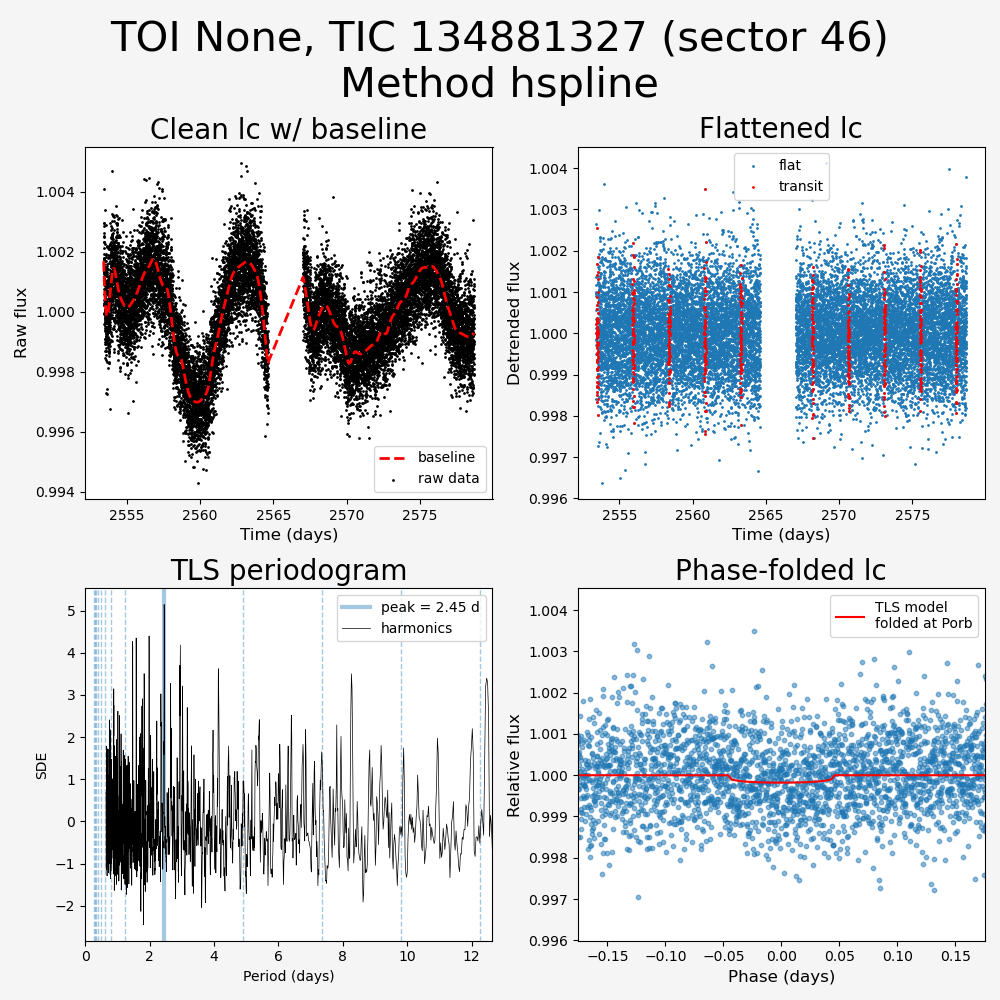 TOI None, TIC 134881327 (sector 46)
Method hspline
Clean lc w/ baseline
Raw flux
1.004
1.002
1.000
0.998
0.996
0.994
baseline
raw data
2555
2560
2565
2570
2575
Time (days)
Flattened lc
Detrended flux
1.004
1.003
1.002
1.001
1.000
0.999
0.998
0.997
0.996
flat
transit
2555
2560
2565
2570
2575
Time (days)
TLS periodogram
SDE
5
4
3
2
1
0
−1
−2
peak = 2.45 d
harmonics
0
2
4
6
8
10
12
Period (days)
Phase-folded lc
Relative flux
1.004
1.003
1.002
1.001
1.000
0.999
0.998
0.997
0.996
TLS model
folded at Porb
−0.15
−0.10
−0.05
0.00
0.05
0.10
0.15
Phase (days)